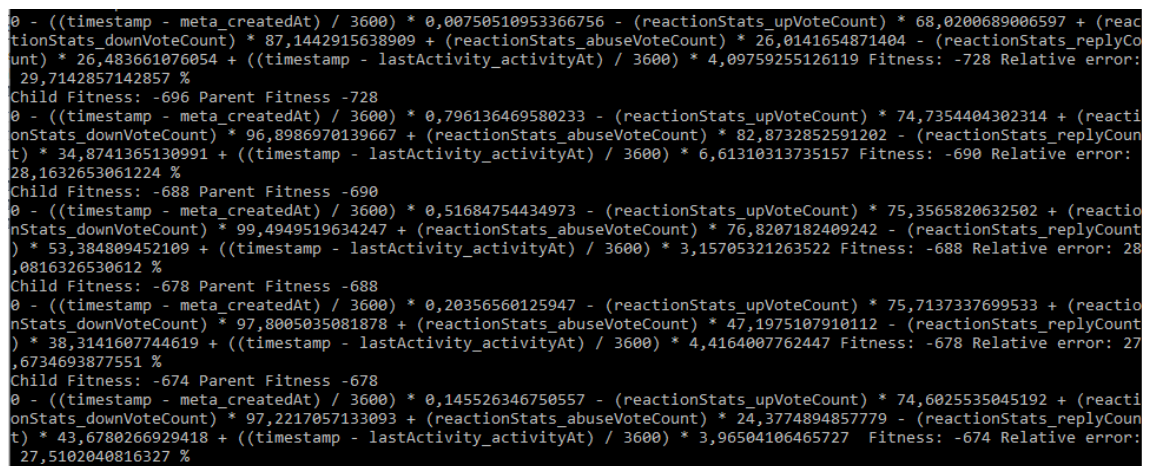 0 - ((timestamp - meta_createdAt) / 3600) * 0,00750510953366756 - (reactionStats_upVoteCount) * 68,0200689006597 + (reac
tionStats_downVoteCount) * 87,1442915638909 + (reactionStats_abuseVoteCount) * 26,0141654871404 - (reactionStats_replyCo
unt) * 26,483661076054 + ((timestamp - lastActivity_activityAt) / 3600) * 4,09759255126119 Fitness: -728 Relative error:
 29,7142857142857 %
Child Fitness: -696 Parent Fitness -728
0 - ((timestamp - meta_createdAt) / 3600) * 0,796136469580233 - (reactionStats_upVoteCount) * 74,7354404302314 + (reacti
onStats_downVoteCount) * 96,8986970139667 + (reactionStats_abuseVoteCount) * 82,8732852591202 - (reactionStats_replyCoun
t) * 34,8741365130991 + ((timestamp - lastActivity_activityAt) / 3600) * 6,61310313735157 Fitness: -690 Relative error:
28,1632653061224 %
Child Fitness: -688 Parent Fitness -690
0 - ((timestamp - meta_createdAt) / 3600) * 0,51684754434973 - (reactionStats_upVoteCount) * 75,3565820632502 + (reactio
nStats_downVoteCount) * 99,4949519634247 + (reactionStats_abuseVoteCount) * 76,8207182409242 - (reactionStats_replyCount
) * 53,384809452109 + ((timestamp - lastActivity_activityAt) / 3600) * 3,15705321263522 Fitness: -688 Relative error: 28
,0816326530612 %
Child Fitness: -678 Parent Fitness -688
0 - ((timestamp - meta_createdAt) / 3600) * 0,20356560125947 - (reactionStats_upVoteCount) * 75,7137337699533 + (reactio
nStats_downVoteCount) * 97,8005035081878 + (reactionStats_abuseVoteCount) * 47,1975107910112 - (reactionStats_replyCount
) * 38,3141607744619 + ((timestamp - lastActivity_activityAt) / 3600) * 4,4164007762447 Fitness: -678 Relative error: 27
,6734693877551 %
Child Fitness: -674 Parent Fitness -678
0 - ((timestamp - meta_createdAt) / 3600) * 0,145526346750557 - (reactionStats_upVoteCount) * 74,6025535045192 + (reacti
onStats_downVoteCount) * 97,2217057133093 + (reactionStats_abuseVoteCount) * 24,3774894857779 - (reactionStats_replyCoun
t) * 43,6780266929418 + ((timestamp - lastActivity_activityAt) / 3600) * 3,96504106465727  Fitness: -674 Relative error:
 27,5102040816327 %